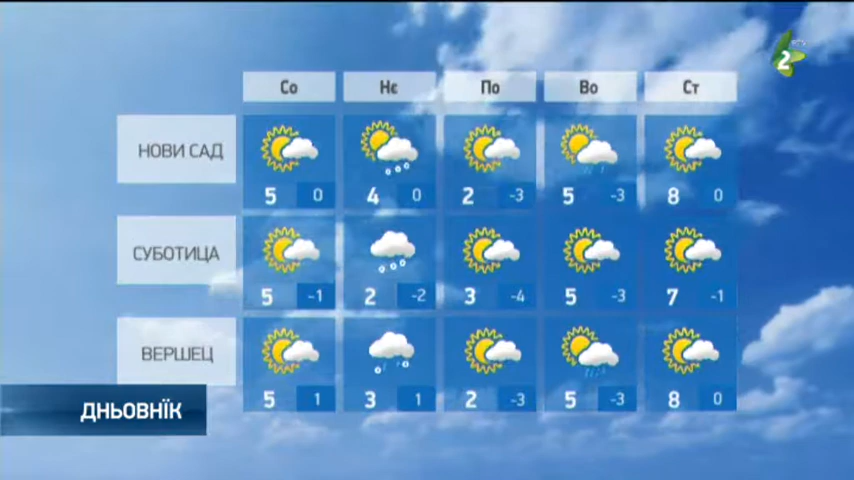 2
Со Нє По Во Ст
НОВИ САД
5 0 4 0 2 -3 5 -3 8 0
СУБОТИЦА
5 -1 2 -2 3 -4 5 -3 7 -1
ВЕРШЕЦ
5 1 3 1 2 -3 5 -3 8 0
ДНЬОВНЇК